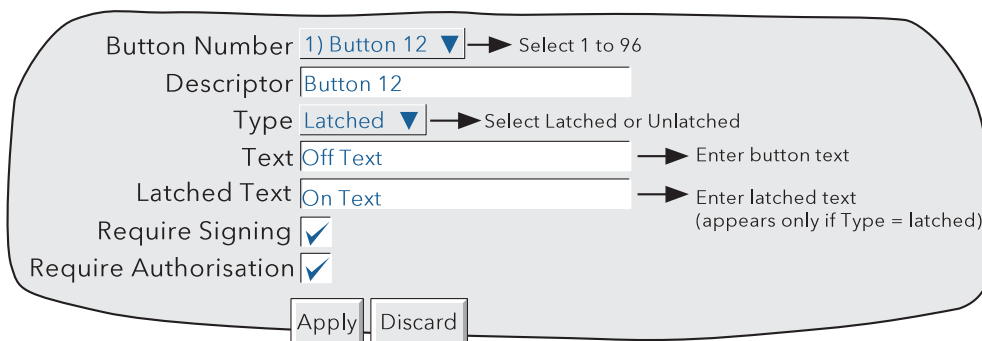 Button Number 1) Button 12 Select 1 to 96
Descriptor Button 12
Type Latched Select Latched or Unlatched
Text Off Text Enter button text
Latched Text On Text Enter latched text
(appears only if Type = latched)
Require Signing
Require Authorisation
Apply Discard